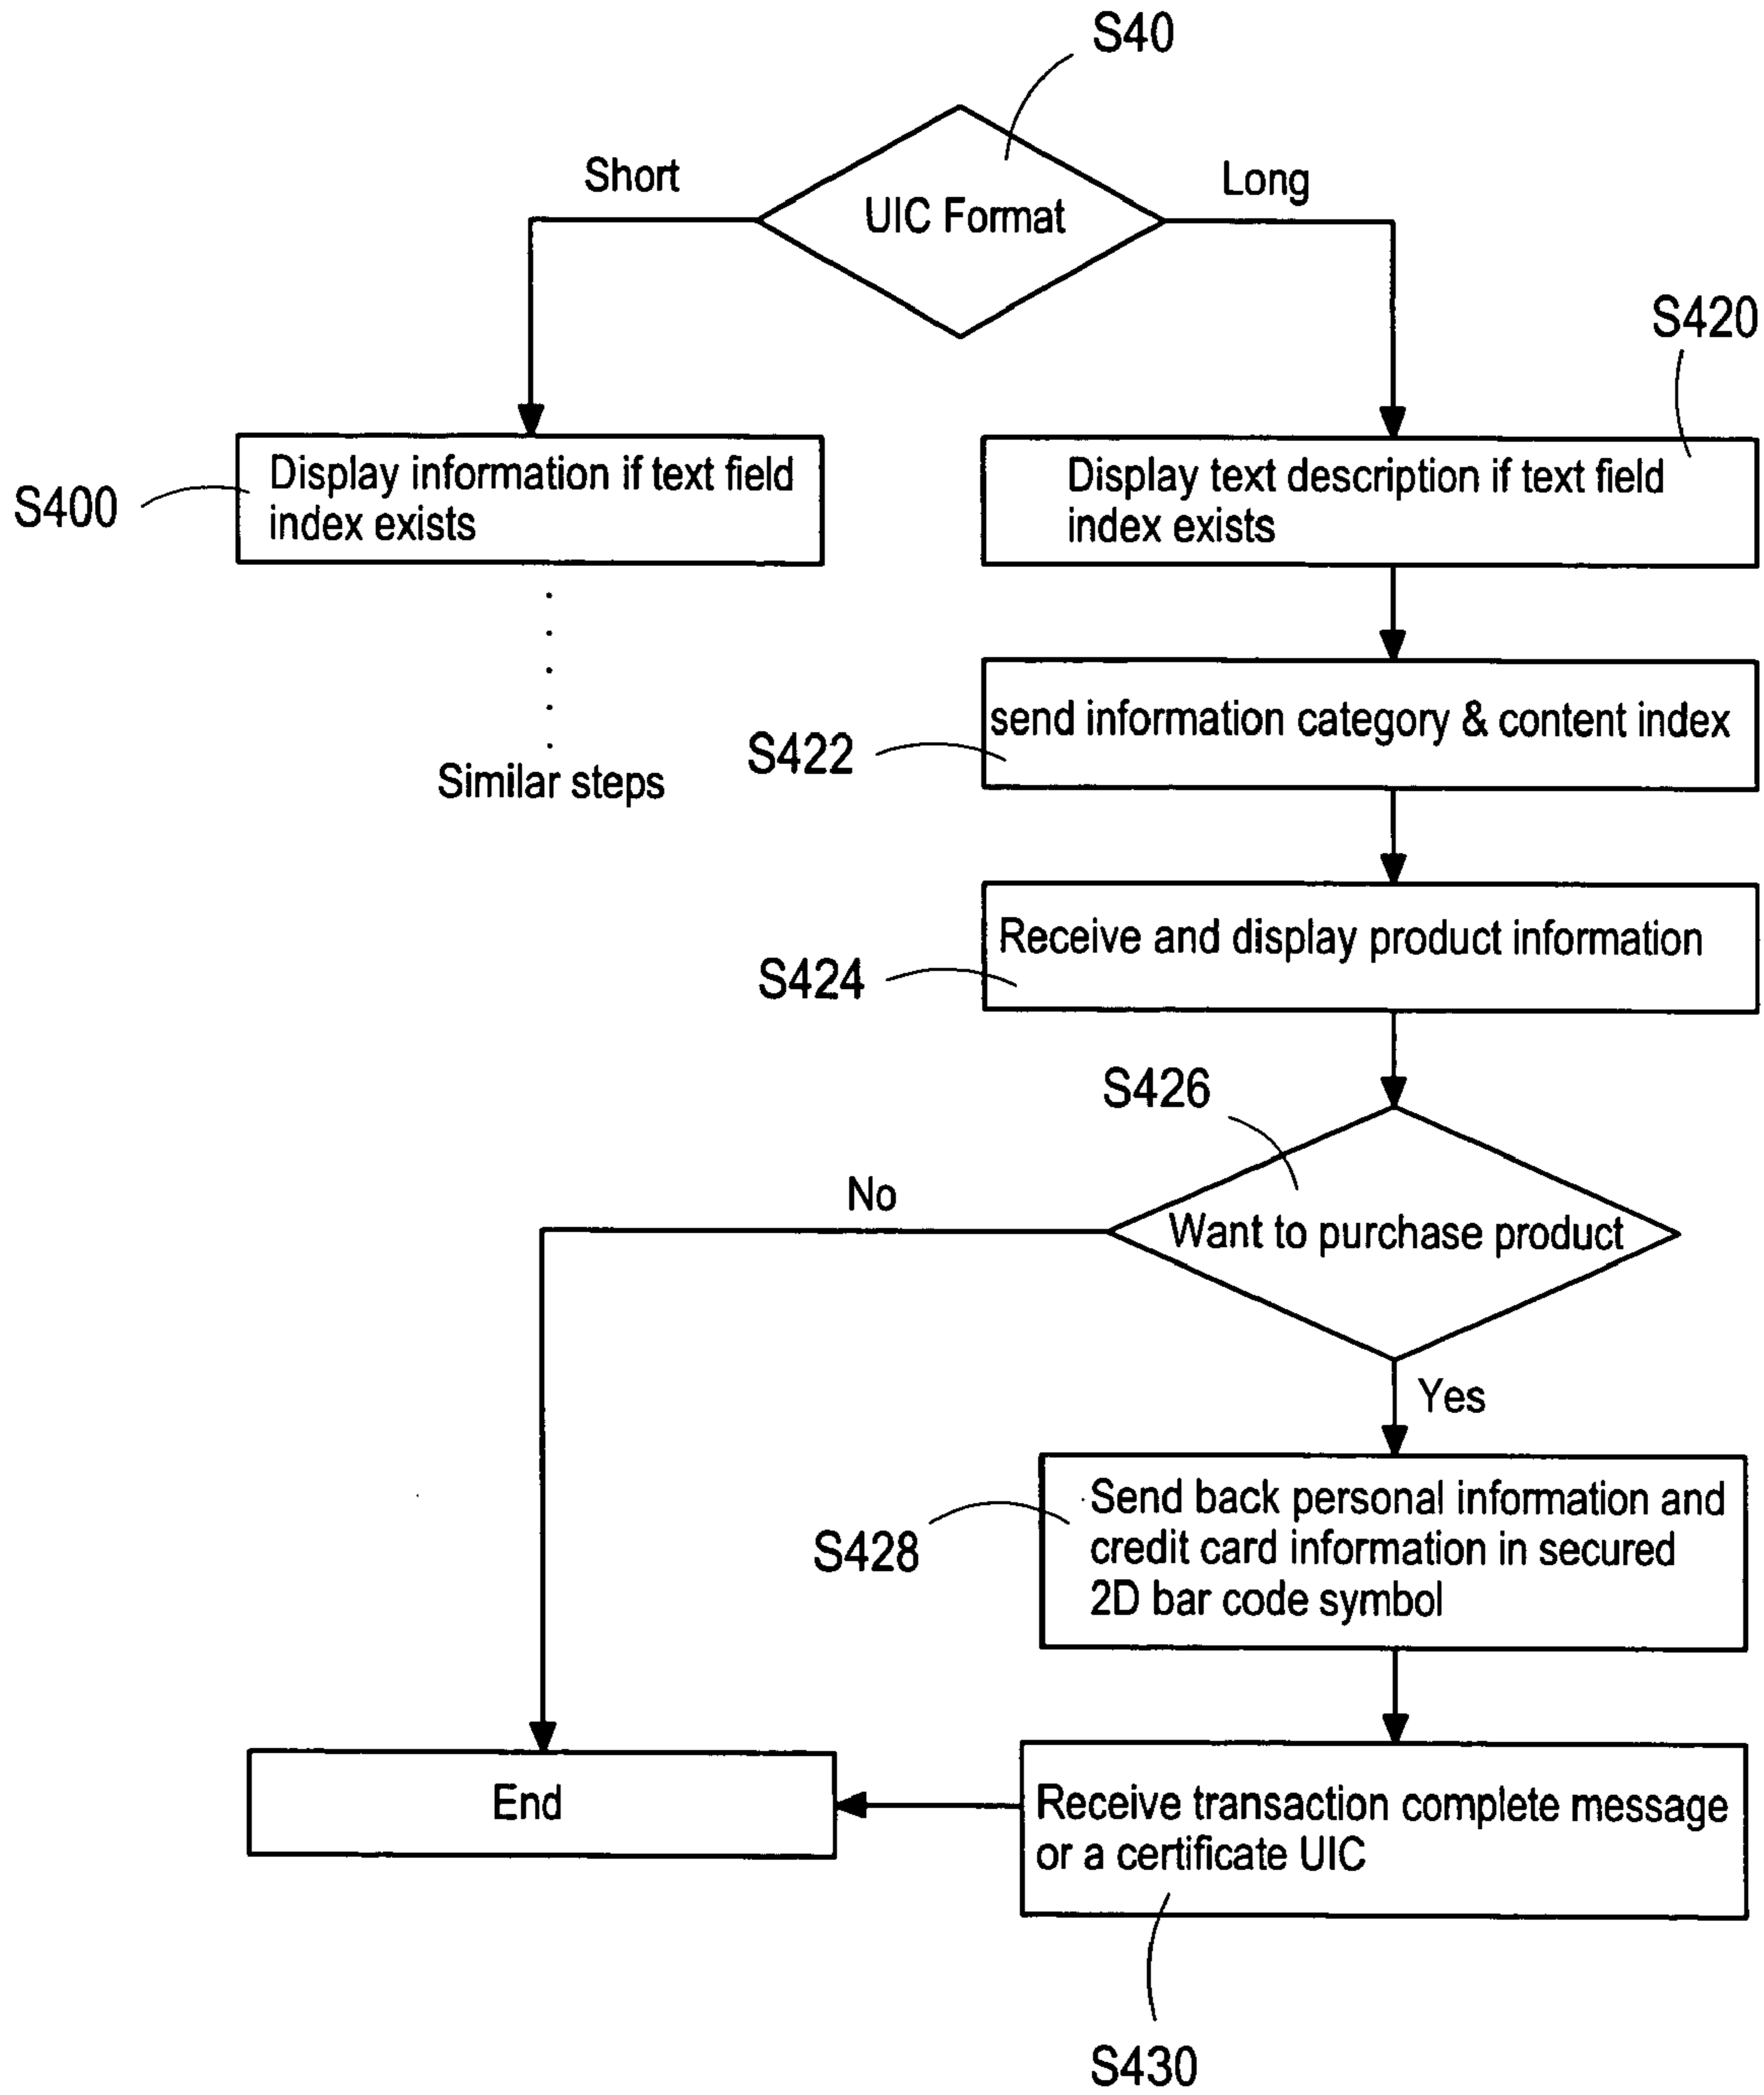 S40
Short
Long
UIC Format
S420
Display information if text field
index exists
S400
Display text description if text field
index exists
send information category & content index
S422
Similar steps
Receive and display product information
S424
S426
No
Want to purchase product
Yes
Send back personal information and
credit card information in secured
2D bar code symbol
S428
End
Receive transaction complete message
or a certificate UIC
S430